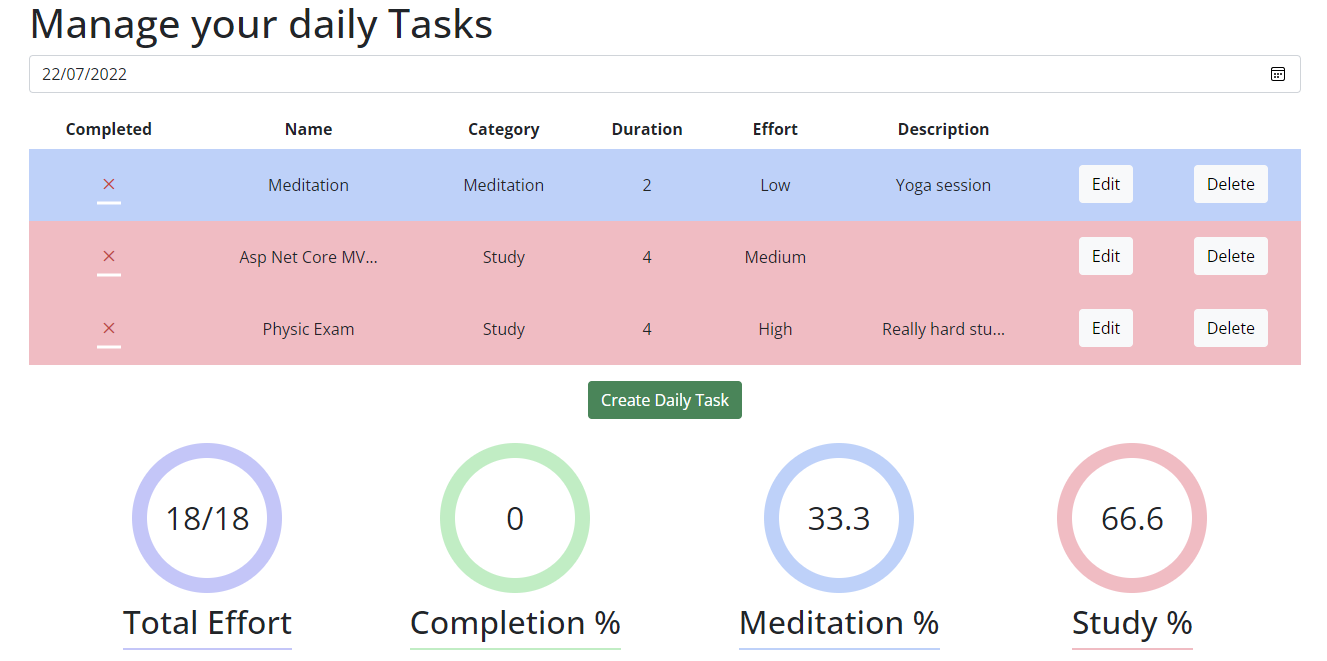 Manage your daily Tasks
22/07/2022
Completed Name Category Duration Effort Description
Meditation Meditation 2 Low Yoga session Edit Delete
Asp Net Core MV... Study 4 Medium Edit Delete
Physic Exam Study 4 High Really hard stu... Edit Delete
Create Daily Task
18/18 0 33.3 66.6
Total Effort Completion % Meditation % Study %